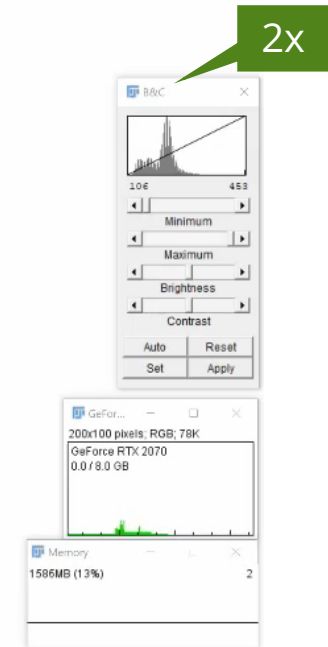 2x
B&C
106 453
Minimum
Maximum
Brightness
Contrast
Auto Reset
Set Apply
GeFor...
200x100 pixels; RGB; 78K
GeForce RTX 2070
0.0 / 8.0 GB
Memory
1586MB (13%) 2